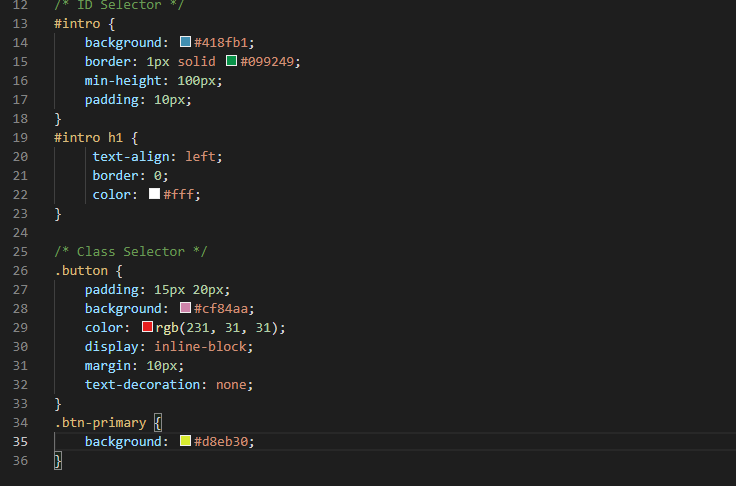 12 /* ID Selector */
13 #intro {
14     background: #418fb1;
15     border: 1px solid #099249;
16     min-height: 100px;
17     padding: 10px;
18 }
19 #intro h1 {
20      text-align: left;
21      border: 0;
22      color: #fff;
23 }
24
25 /* Class Selector */
26 .button {
27     padding: 15px 20px;
28     background: #cf84aa;
29     color: rgb(231, 31, 31);
30     display: inline-block;
31     margin: 10px;
32     text-decoration: none;
33 }
34 .btn-primary {
35     background: #d8eb30;
36 }